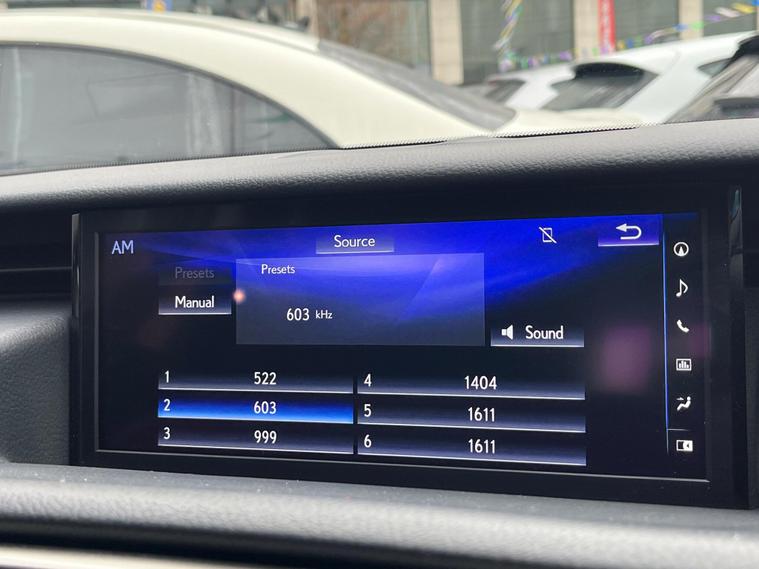 AM
Source
Presets
Presets
Manual
603 kHz
Sound
1 522
4 1404
2 603
5 1611
3 999
6 1611